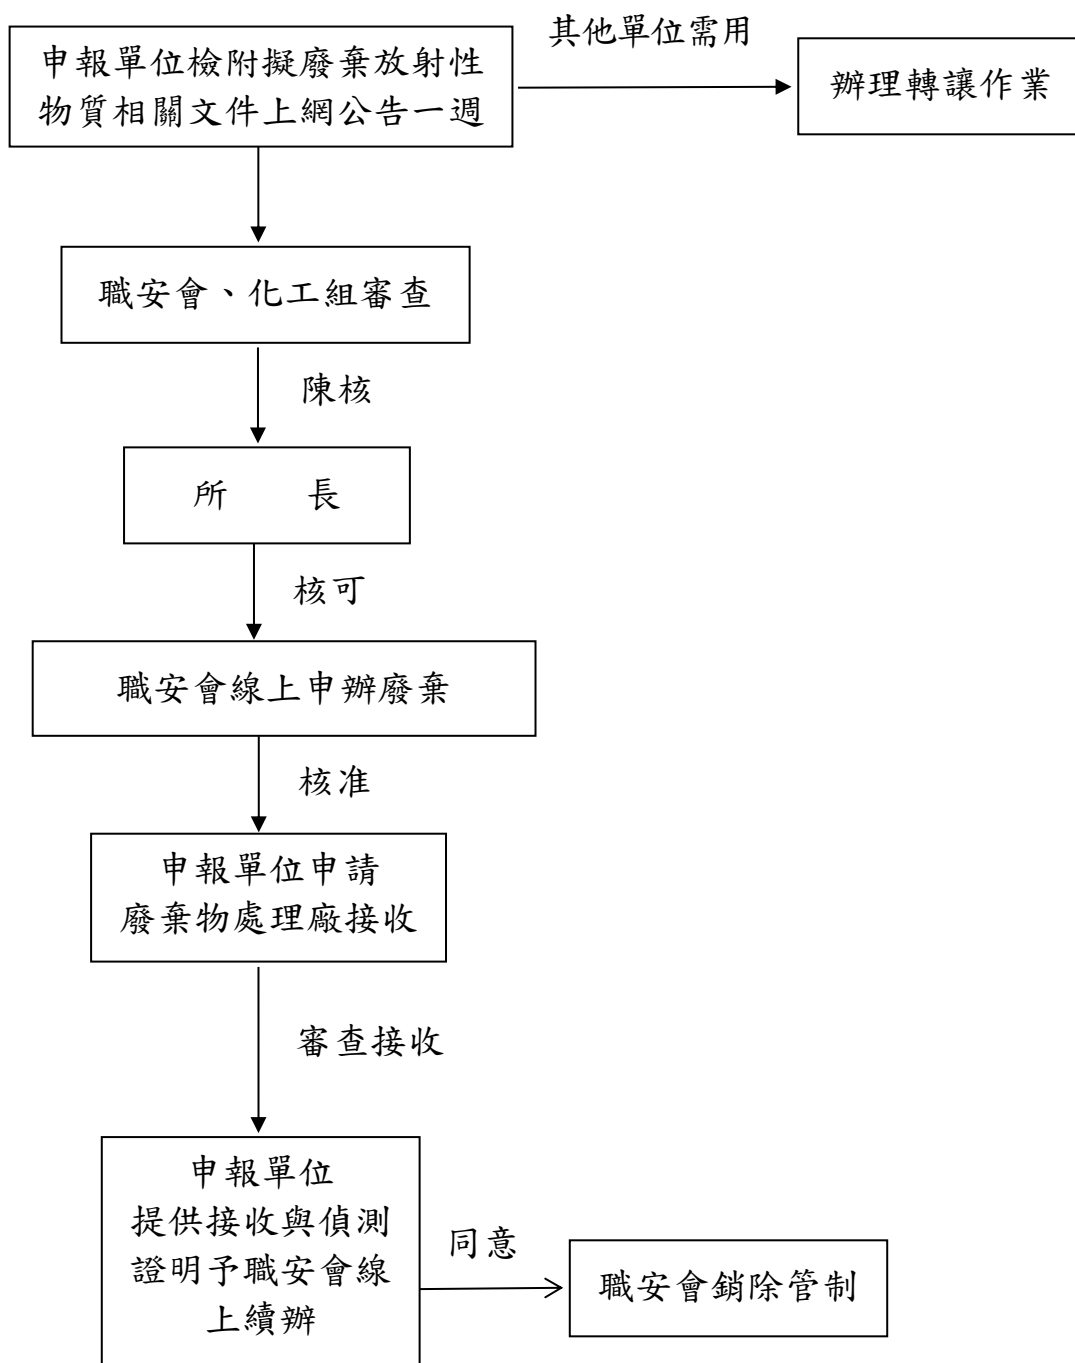 其他單位需用
申報單位檢附擬廢棄放射性
物質相關文件上網公告一週
辦理轉讓作業
職安會、化工組審查
陳核
所　　長
核可
職安會線上申辦廢棄
核准
申報單位申請
廢棄物處理廠接收
審查接收
申報單位
提供接收與偵測
證明予職安會線
上續辦
同意
職安會銷除管制